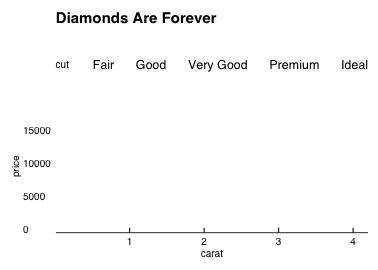 Diamonds Are Forever
cut Fair Good Very Good Premium Ideal
15000
10000
5000
0
price
1 2 3 4
carat